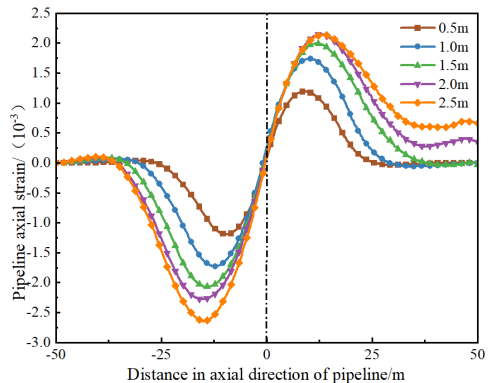 2.5
2.0
1.5
1.0
0.5
0.0
-0.5
-1.0
-1.5
-2.0
-2.5
-3.0
Pipeline axial strain/（10⁻³）
0.5m
1.0m
1.5m
2.0m
2.5m
-50
-25
0
25
50
Distance in axial direction of pipeline/m